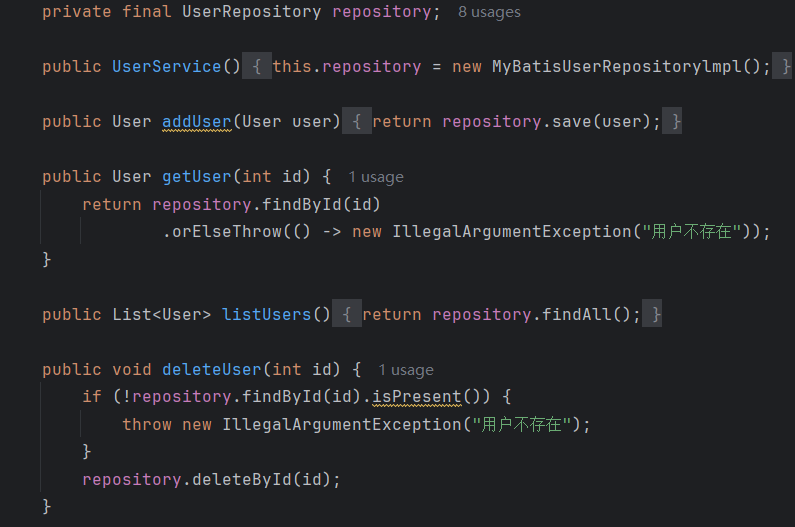 private final UserRepository repository; 8 usages
public UserService() { this.repository = new MyBatisUserRepositorylmpl(); }
public User addUser(User user) { return repository.save(user); }
public User getUser(int id) { 1 usage
return repository.findById(id)
.orElseThrow(() -> new IllegalArgumentException("用户不存在"));
}
public List<User> listUsers() { return repository.findAll(); }
public void deleteUser(int id) { 1 usage
if (!repository.findById(id).isPresent()) {
throw new IllegalArgumentException("用户不存在");
}
repository.deleteById(id);
}